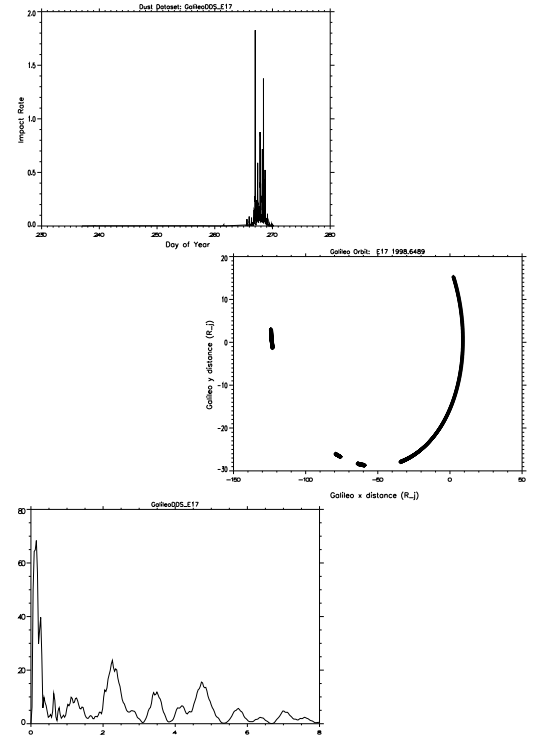 Dust Dataset: GalileoDDS_E17
2.0
1.5
1.0
0.5
0.0
Impact Rate
230 240 250 260 270 280
Day of Year
Galileo Orbit: E17 1998.6489
20
10
0
-10
-20
-30
Galileo y distance (R_j)
-150 -100 -50 0 50
Galileo x distance (R_j)
GalileoDDS_E17
80
60
40
20
0
0 2 4 6 8